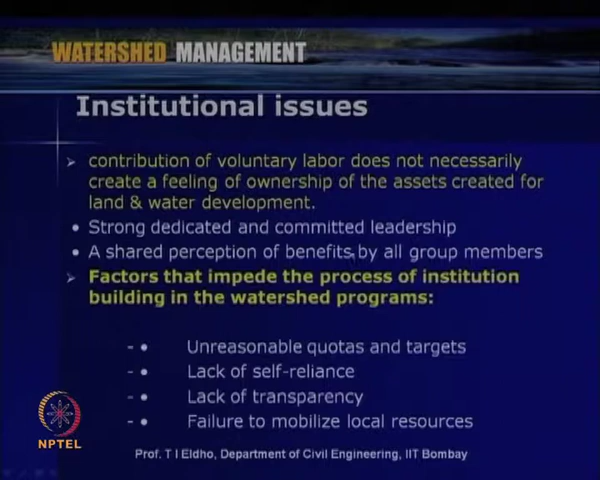 WATERSHED MANAGEMENT
Institutional issues
➢ contribution of voluntary labor does not necessarily
create a feeling of ownership of the assets created for
land & water development.
• Strong dedicated and committed leadership
• A shared perception of benefits by all group members
➢ Factors that impede the process of institution
building in the watershed programs:
- • Unreasonable quotas and targets
- • Lack of self-reliance
- • Lack of transparency
- • Failure to mobilize local resources
NPTEL
Prof. T I Eldho, Department of Civil Engineering, IIT Bombay